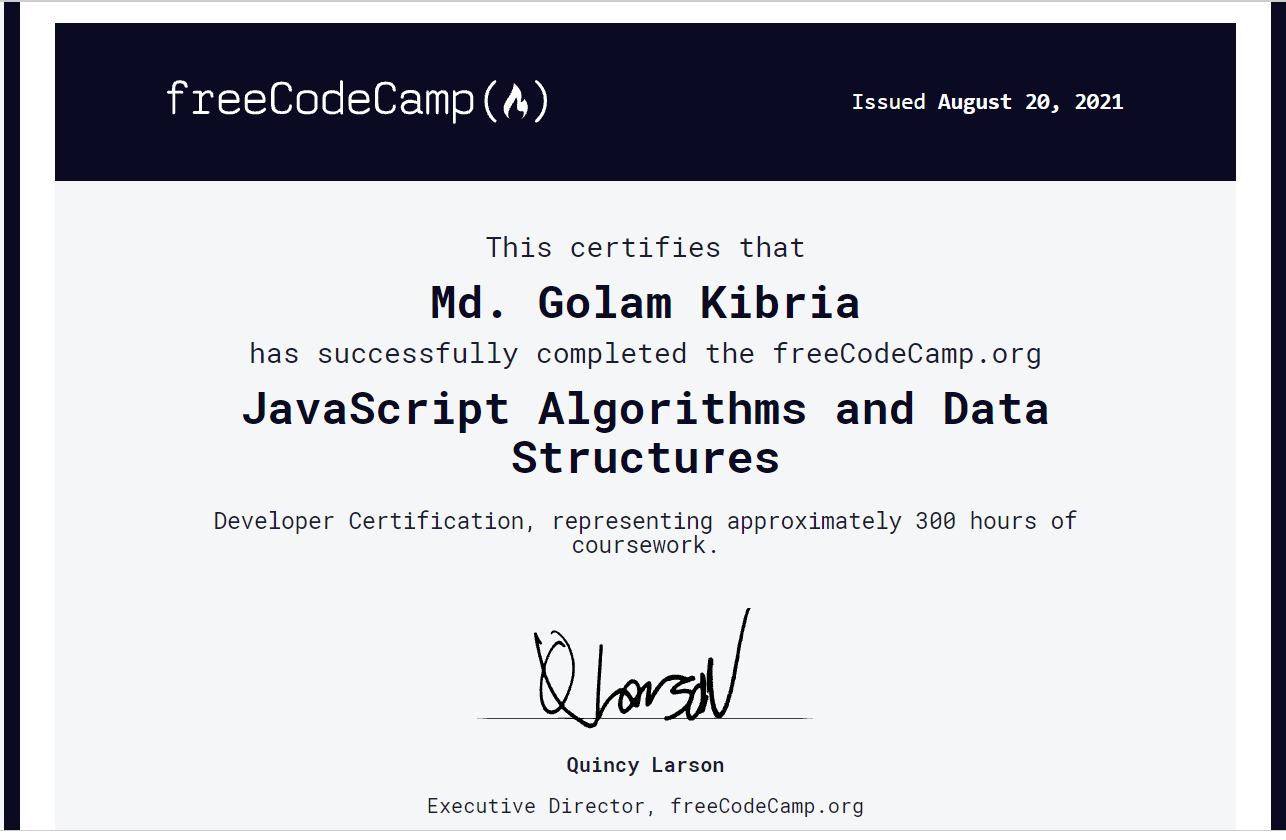 freeCodeCamp(🔥)
Issued August 20, 2021
This certifies that
Md. Golam Kibria
has successfully completed the freeCodeCamp.org
JavaScript Algorithms and Data
Structures
Developer Certification, representing approximately 300 hours of
coursework.
QLarson
Quincy Larson
Executive Director, freeCodeCamp.org